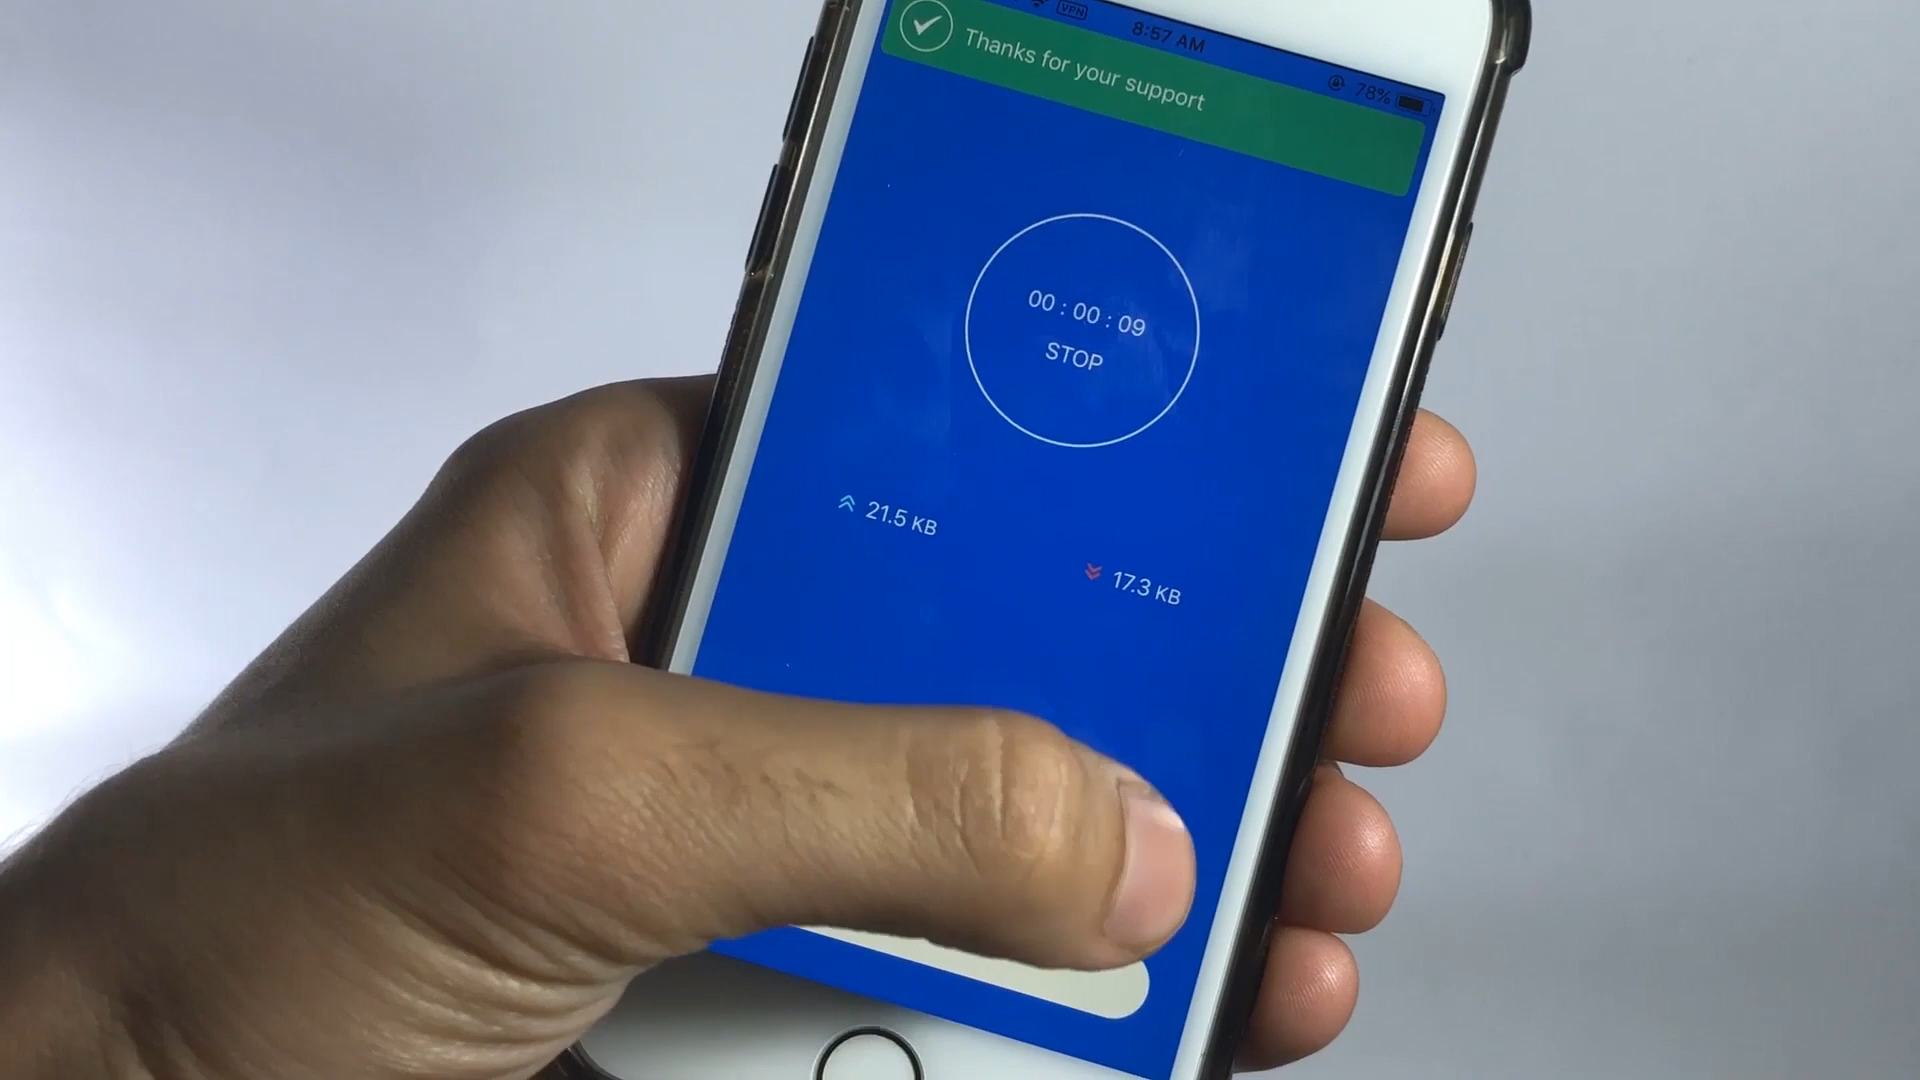 VPN
8:57 AM
78%
Thanks for your support
00 : 00 : 09
STOP
21.5 KB
17.3 KB